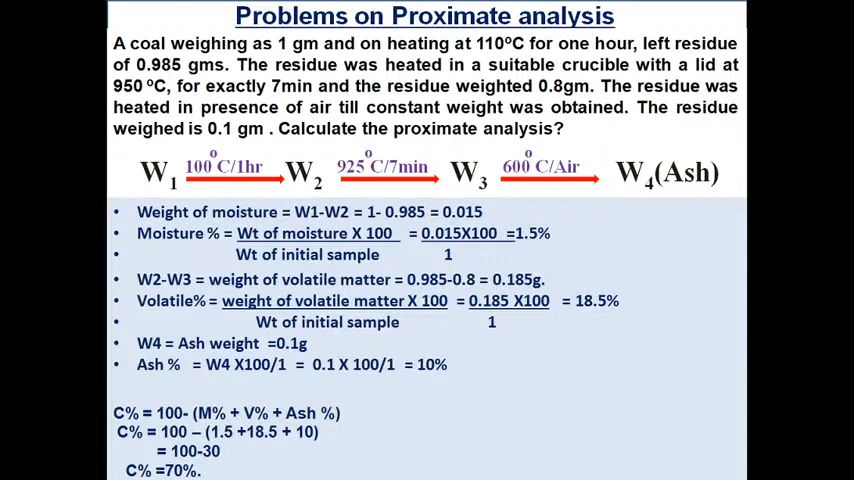 Problems on Proximate analysis
A coal weighing as 1 gm and on heating at 110°C for one hour, left residue
of 0.985 gms. The residue was heated in a suitable crucible with a lid at
950 °C, for exactly 7min and the residue weighted 0.8gm. The residue was
heated in presence of air till constant weight was obtained. The residue
weighed is 0.1 gm . Calculate the proximate analysis?
W1 100°C/1hr W2 925°C/7min W3 600°C/Air W4(Ash)
• Weight of moisture = W1-W2 = 1- 0.985 = 0.015
• Moisture % = Wt of moisture X 100 = 0.015X100 =1.5%
• Wt of initial sample 1
• W2-W3 = weight of volatile matter = 0.985-0.8 = 0.185g.
• Volatile% = weight of volatile matter X 100 = 0.185 X100 = 18.5%
• Wt of initial sample 1
• W4 = Ash weight =0.1g
• Ash % = W4 X100/1 = 0.1 X 100/1 = 10%
C% = 100- (M% + V% + Ash %)
C% = 100 – (1.5 +18.5 + 10)
= 100-30
C% =70%.